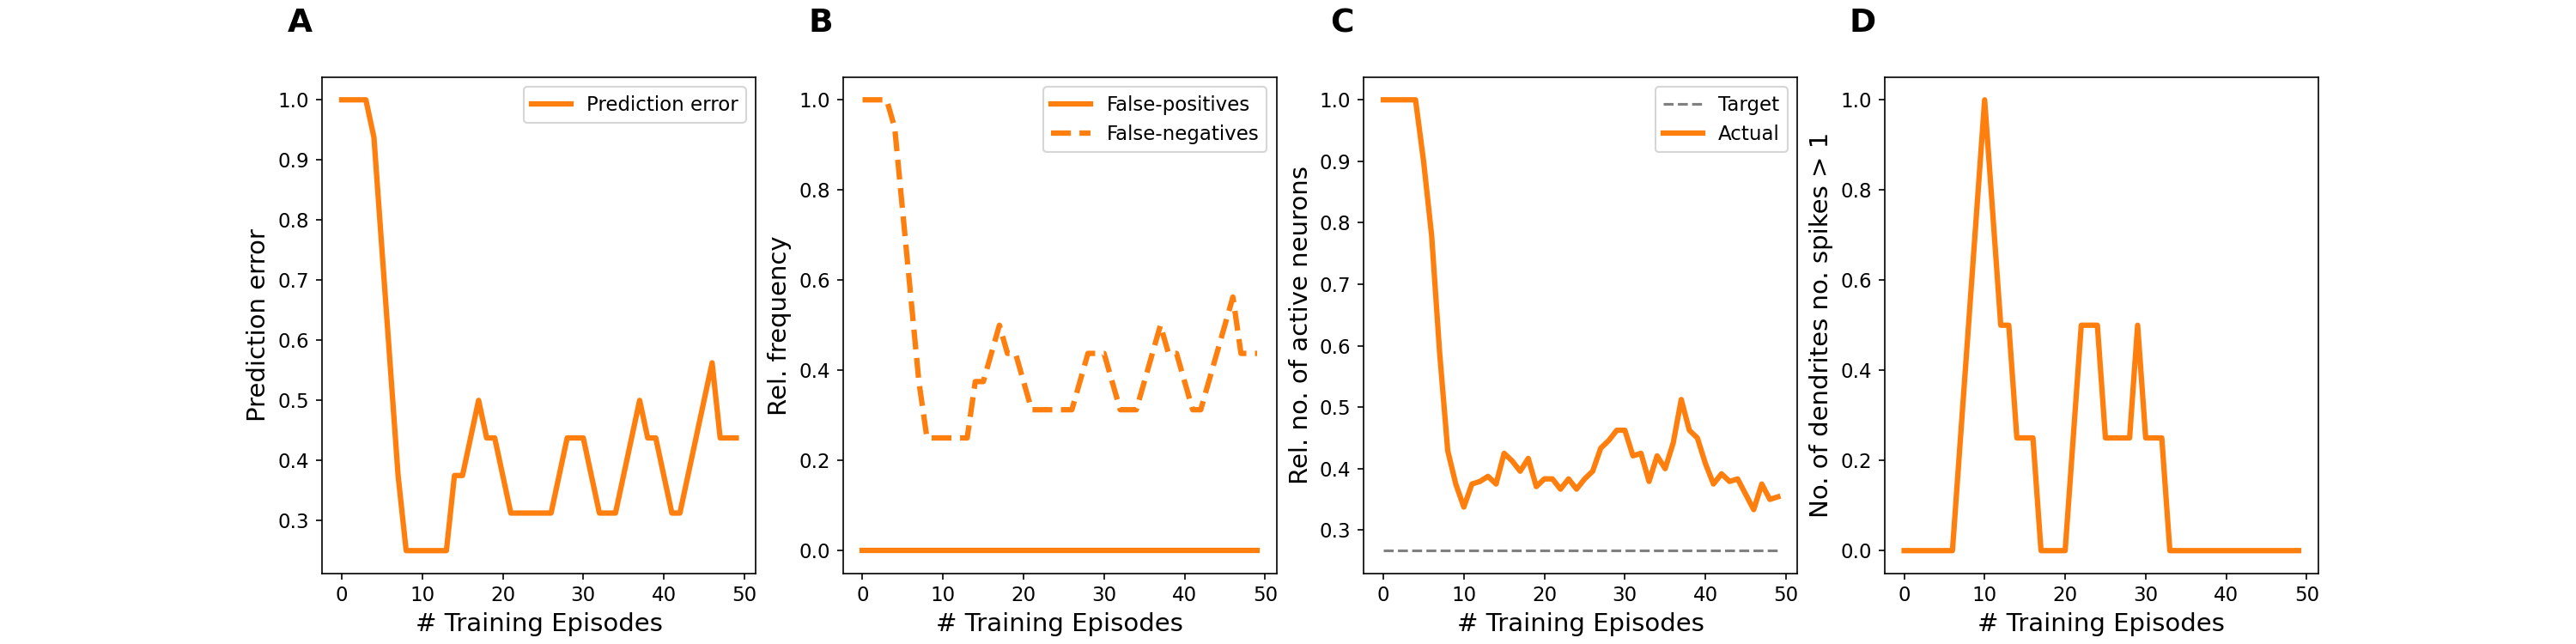 A
Prediction error
1.0
0.9
0.8
0.7
0.6
0.5
0.4
0.3
Prediction error
0 10 20 30 40 50
# Training Episodes
B
Rel. frequency
1.0
0.8
0.6
0.4
0.2
0.0
False-positives
False-negatives
0 10 20 30 40 50
# Training Episodes
C
Rel. no. of active neurons
1.0
0.9
0.8
0.7
0.6
0.5
0.4
0.3
Target
Actual
0 10 20 30 40 50
# Training Episodes
D
No. of dendrites no. spikes > 1
1.0
0.8
0.6
0.4
0.2
0.0
0 10 20 30 40 50
# Training Episodes